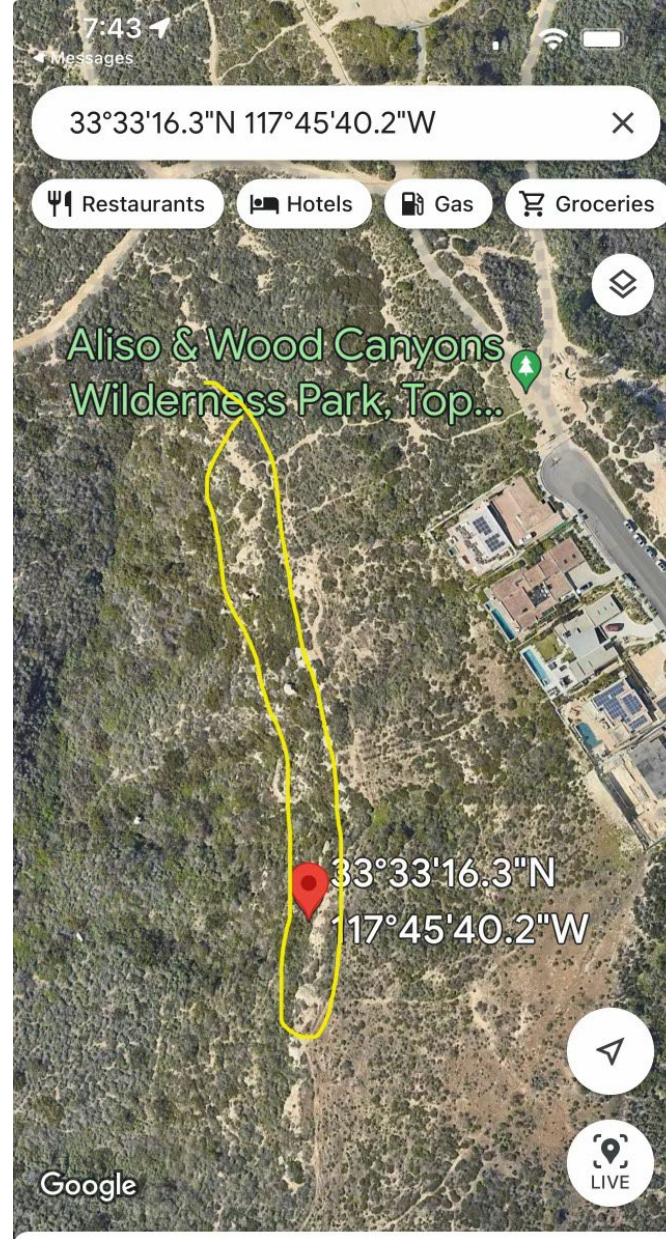 7:43
Messages
33°33'16.3"N 117°45'40.2"W
Restaurants Hotels Gas Groceries
Aliso & Wood Canyons
Wilderness Park, Top...
33°33'16.3"N
117°45'40.2"W
LIVE
Google